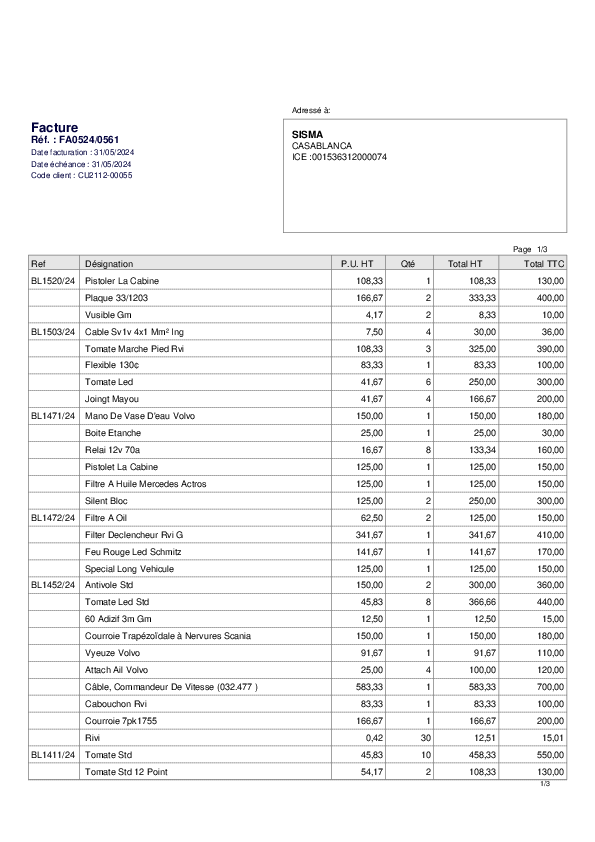 Adressé à:
Facture
Réf. : FA0524/0561
Date facturation : 31/05/2024
Date échéance : 31/05/2024
Code client : CU2112-00055
SISMA
CASABLANCA
ICE :001536312000074
Page 1/3
Ref Désignation P.U. HT Qté Total HT Total TTC
BL1520/24 Pistoler La Cabine 108,33 1 108,33 130,00
Plaque 33/1203 166,67 2 333,33 400,00
Vusible Gm 4,17 2 8,33 10,00
BL1503/24 Cable Sv1v 4x1 Mm² Ing 7,50 4 30,00 36,00
Tomate Marche Pied Rvi 108,33 3 325,00 390,00
Flexible 130¢ 83,33 1 83,33 100,00
Tomate Led 41,67 6 250,00 300,00
Joingt Mayou 41,67 4 166,67 200,00
BL1471/24 Mano De Vase D'eau Volvo 150,00 1 150,00 180,00
Boite Etanche 25,00 1 25,00 30,00
Relai 12v 70a 16,67 8 133,34 160,00
Pistolet La Cabine 125,00 1 125,00 150,00
Filtre A Huile Mercedes Actros 125,00 1 125,00 150,00
Silent Bloc 125,00 2 250,00 300,00
BL1472/24 Filtre A Oil 62,50 2 125,00 150,00
Filter Declencheur Rvi G 341,67 1 341,67 410,00
Feu Rouge Led Schmitz 141,67 1 141,67 170,00
Special Long Vehicule 125,00 1 125,00 150,00
BL1452/24 Antivole Std 150,00 2 300,00 360,00
Tomate Led Std 45,83 8 366,66 440,00
60 Adizif 3m Gm 12,50 1 12,50 15,00
Courroie Trapézoïdale à Nervures Scania 150,00 1 150,00 180,00
Vyeuze Volvo 91,67 1 91,67 110,00
Attach Ail Volvo 25,00 4 100,00 120,00
Câble, Commandeur De Vitesse (032.477 ) 583,33 1 583,33 700,00
Cabouchon Rvi 83,33 1 83,33 100,00
Courroie 7pk1755 166,67 1 166,67 200,00
Rivi 0,42 30 12,51 15,01
BL1411/24 Tomate Std 45,83 10 458,33 550,00
Tomate Std 12 Point 54,17 2 108,33 130,00
1/3